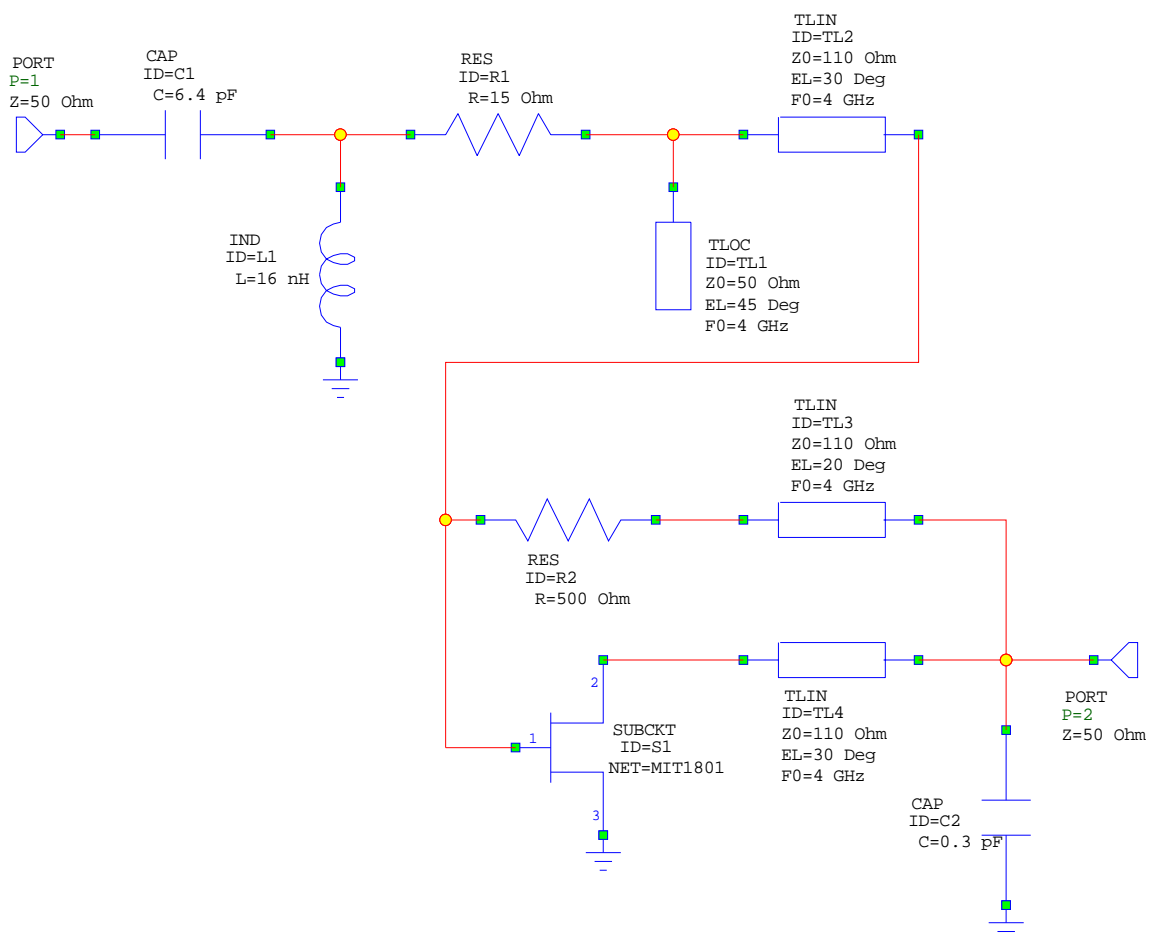 PORT
P=1
Z=50 Ohm
CAP
ID=C1
C=6.4 pF
RES
ID=R1
R=15 Ohm
TLIN
ID=TL2
Z0=110 Ohm
EL=30 Deg
F0=4 GHz
IND
ID=L1
L=16 nH
TLOC
ID=TL1
Z0=50 Ohm
EL=45 Deg
F0=4 GHz
TLIN
ID=TL3
Z0=110 Ohm
EL=20 Deg
F0=4 GHz
RES
ID=R2
R=500 Ohm
2
1
3
SUBCKT
ID=S1
NET=MIT1801
TLIN
ID=TL4
Z0=110 Ohm
EL=30 Deg
F0=4 GHz
PORT
P=2
Z=50 Ohm
CAP
ID=C2
C=0.3 pF